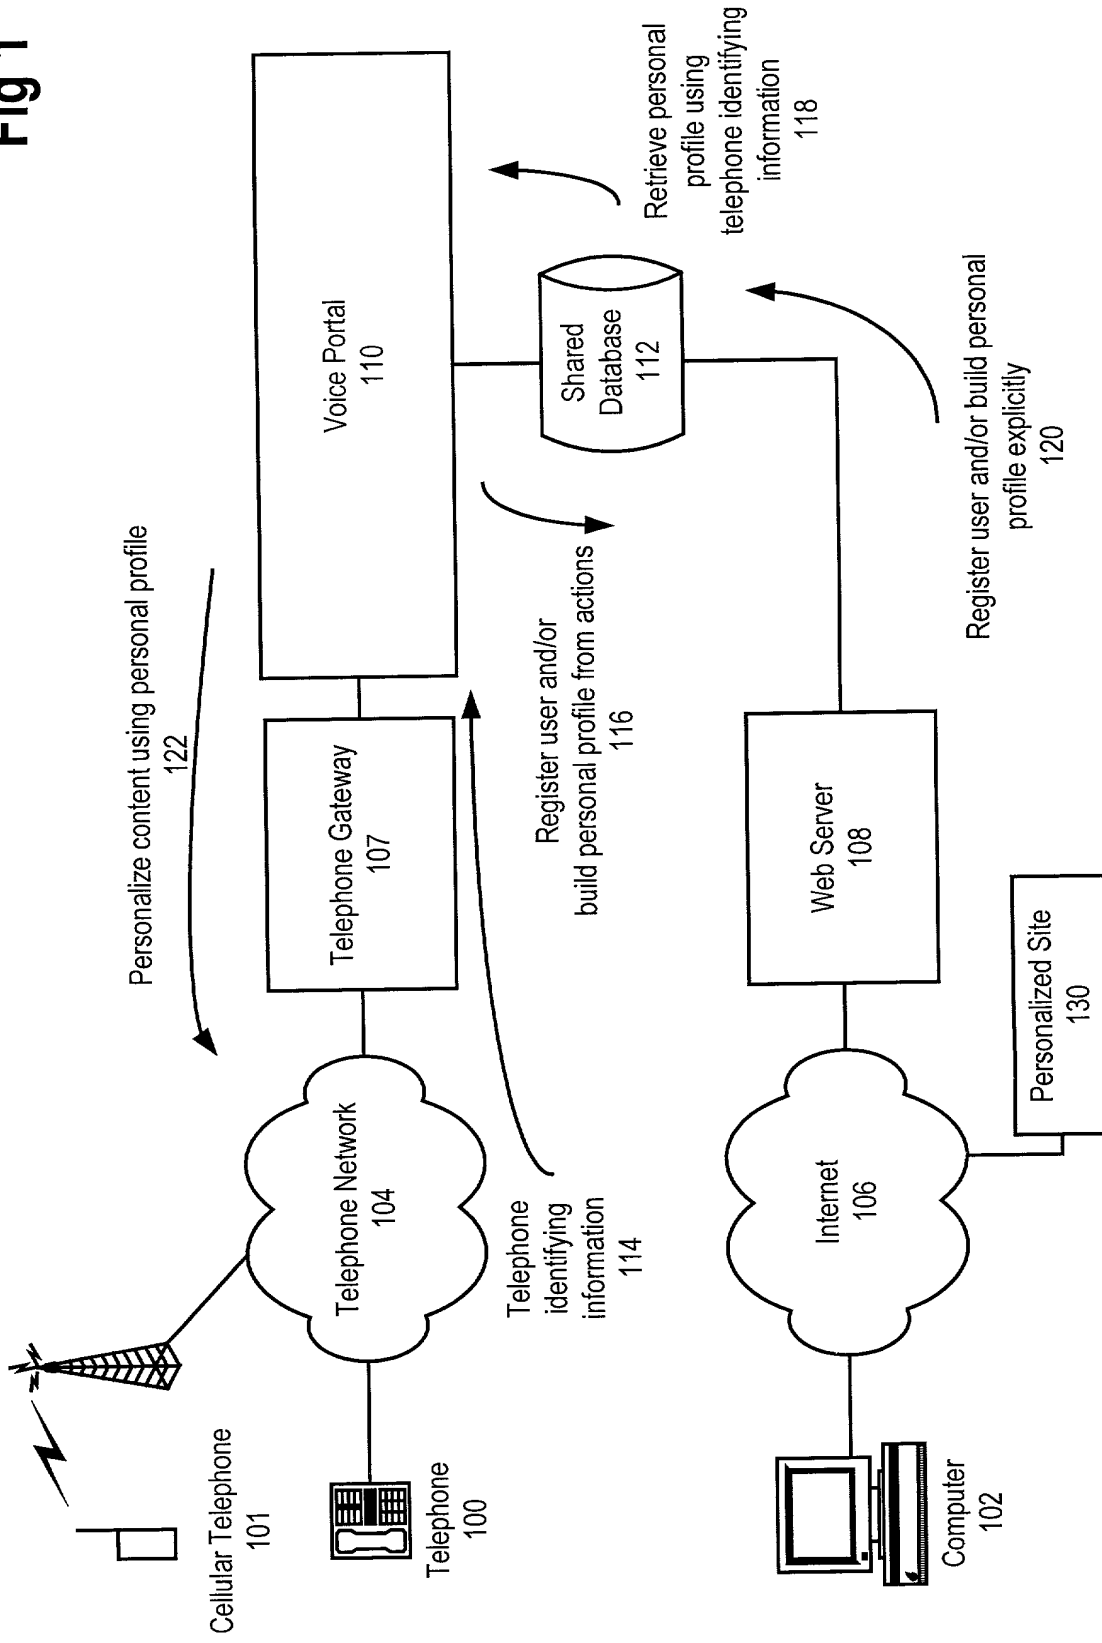 Fig 1
Personalize content using personal profile
122
Cellular Telephone
101
Telephone
100
Telephone Network
104
Telephone Gateway
107
Voice Portal
110
Telephone
identifying
information
114
Register user and/or
build personal profile from actions
116
Shared
Database
112
Retrieve personal
profile using
telephone identifying
information
118
Computer
102
Internet
106
Web Server
108
Register user and/or build personal
profile explicitly
120
Personalized Site
130